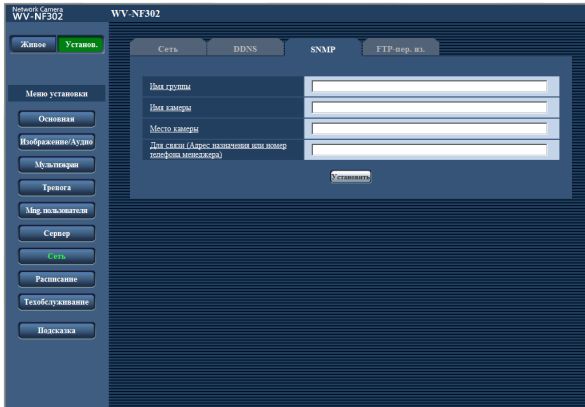 Network Camera
WV-NF302
WV-NF302
Живое
Установ.
Меню установки
Основная
Изображение/Аудио
Мультиэкран
Тревога
Mng. пользователя
Сервер
Сеть
Расписание
Техобслуживание
Подсказка
Сеть
DDNS
SNMP
FTP-пер. из.
Имя группы
Имя камеры
Место камеры
Для связи (Адрес назначения или номер
телефона менеджера)
Установить